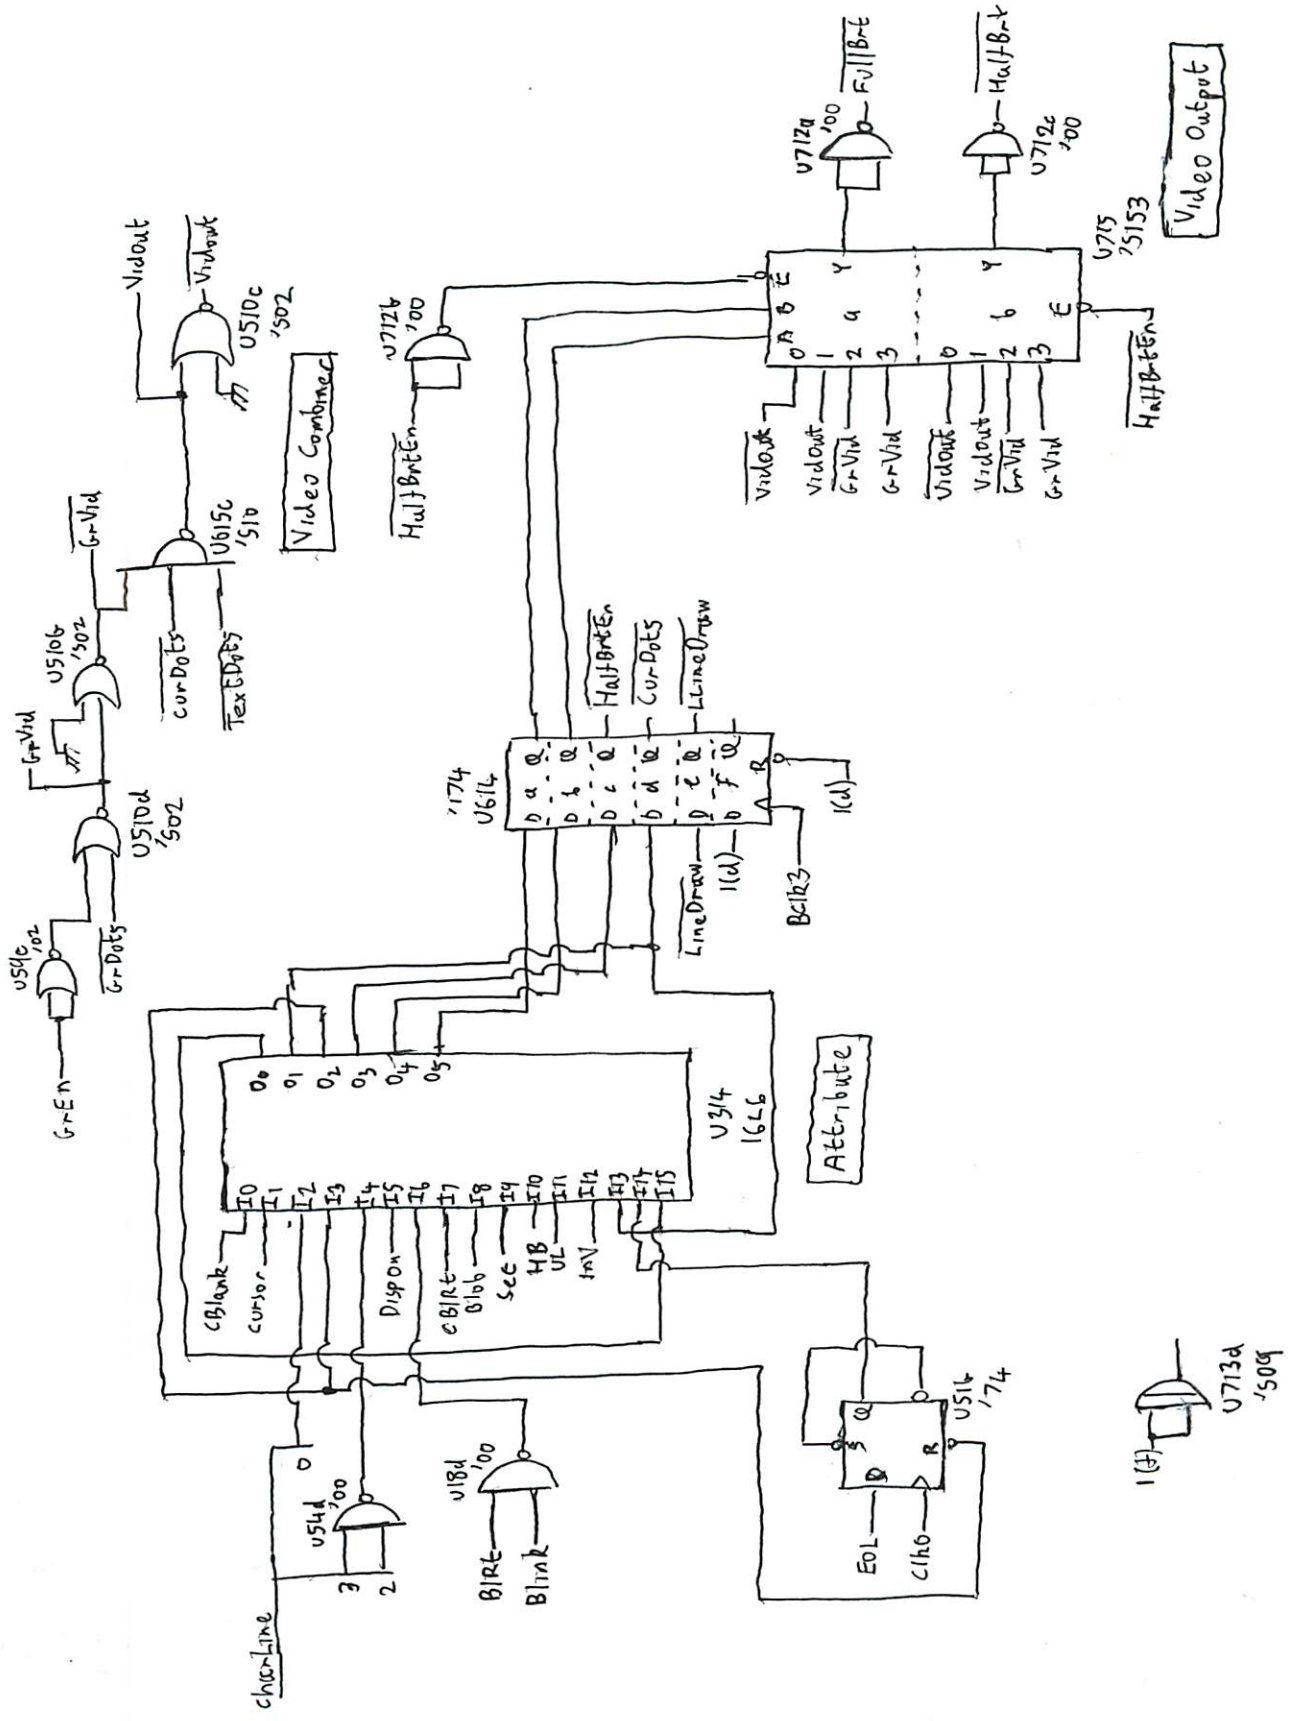 CharLine
0
3
2
U54d
'00
BlRt
Blink
U18d
'00
CBlank
Cursor
DispOn
CBlRt
Blob
Sec
HB
UL
INV
I0
I1
I2
I3
I4
I5
I6
I7
I8
I9
I10
I11
I12
I13
I14
I15
O0
O1
O2
O3
O4
O5
U314
16L6
Attribute
EOL
Clk0
D
S
Q
R
U51b
'74
1(f)
U713d
'S09
GrEn
U54c
'02
GrDots
U510d
'S02
GrVid
U510b
'S02
GrVid
CurDots
TextDots
U615c
'S10
Vidout
Vidout
U510c
'S02
Video Combiner
'174
U614
D a Q
D b Q
D c Q
D d Q
D e Q
D f Q
R
LineDraw
1(d)
BClk3
1(d)
HalfBrtEn
CurDots
LLineDraw
HalfBrtEn
U712b
'00
Vidout
Vidout
GrVid
GrVid
Vidout
Vidout
GrVid
GrVid
A B E
0
1
2
3
a
Y
0
1
2
3
b
Y
E
HalfBrtEn
U715
'S153
U712a
'00
FullBrt
U712c
'00
HalfBrt
Video Output